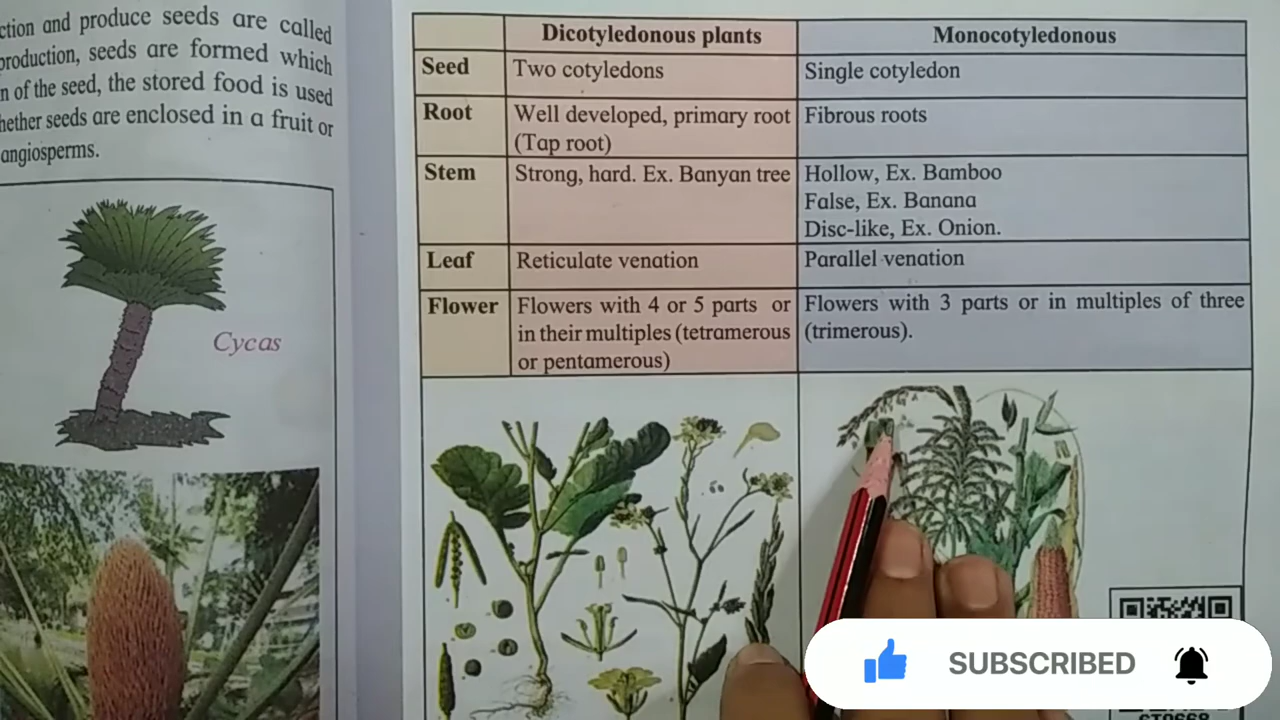 ction and produce seeds are called
production, seeds are formed which
n of the seed, the stored food is used
hether seeds are enclosed in a fruit or
angiosperms.
Cycas
Dicotyledonous plants Monocotyledonous
Seed Two cotyledons Single cotyledon
Root Well developed, primary root Fibrous roots
(Tap root)
Stem Strong, hard. Ex. Banyan tree Hollow, Ex. Bamboo
False, Ex. Banana
Disc-like, Ex. Onion.
Leaf Reticulate venation Parallel venation
Flower Flowers with 4 or 5 parts or Flowers with 3 parts or in multiples of three
in their multiples (tetramerous (trimerous).
or pentamerous)
SUBSCRIBED